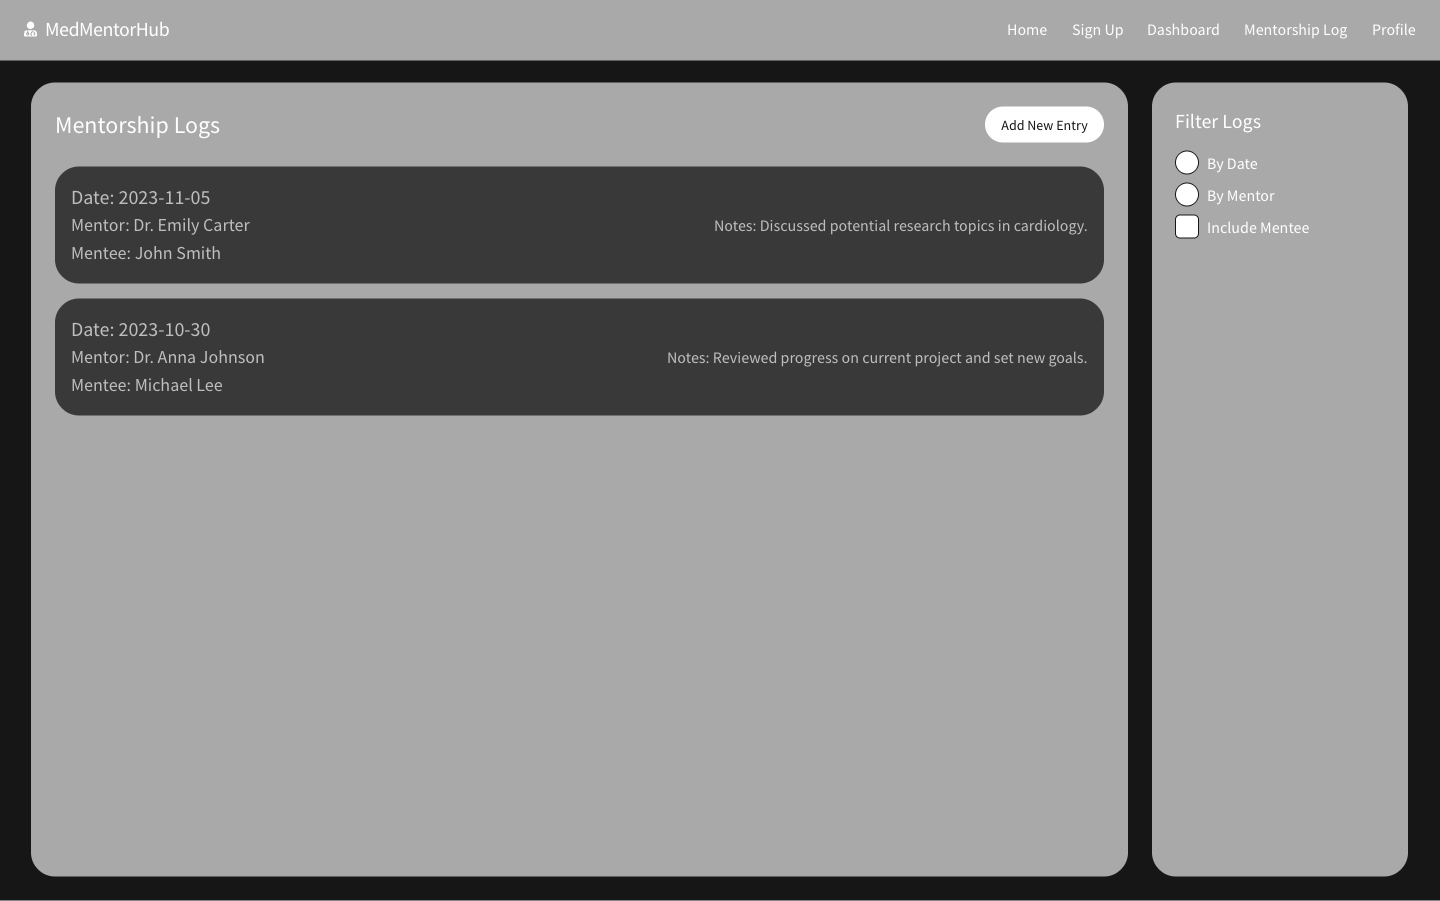 MedMentorHub
Home
Sign Up
Dashboard
Mentorship Log
Profile
Mentorship Logs
Add New Entry
Date: 2023-11-05
Mentor: Dr. Emily Carter
Mentee: John Smith
Notes: Discussed potential research topics in cardiology.
Date: 2023-10-30
Mentor: Dr. Anna Johnson
Mentee: Michael Lee
Notes: Reviewed progress on current project and set new goals.
Filter Logs
By Date
By Mentor
Include Mentee